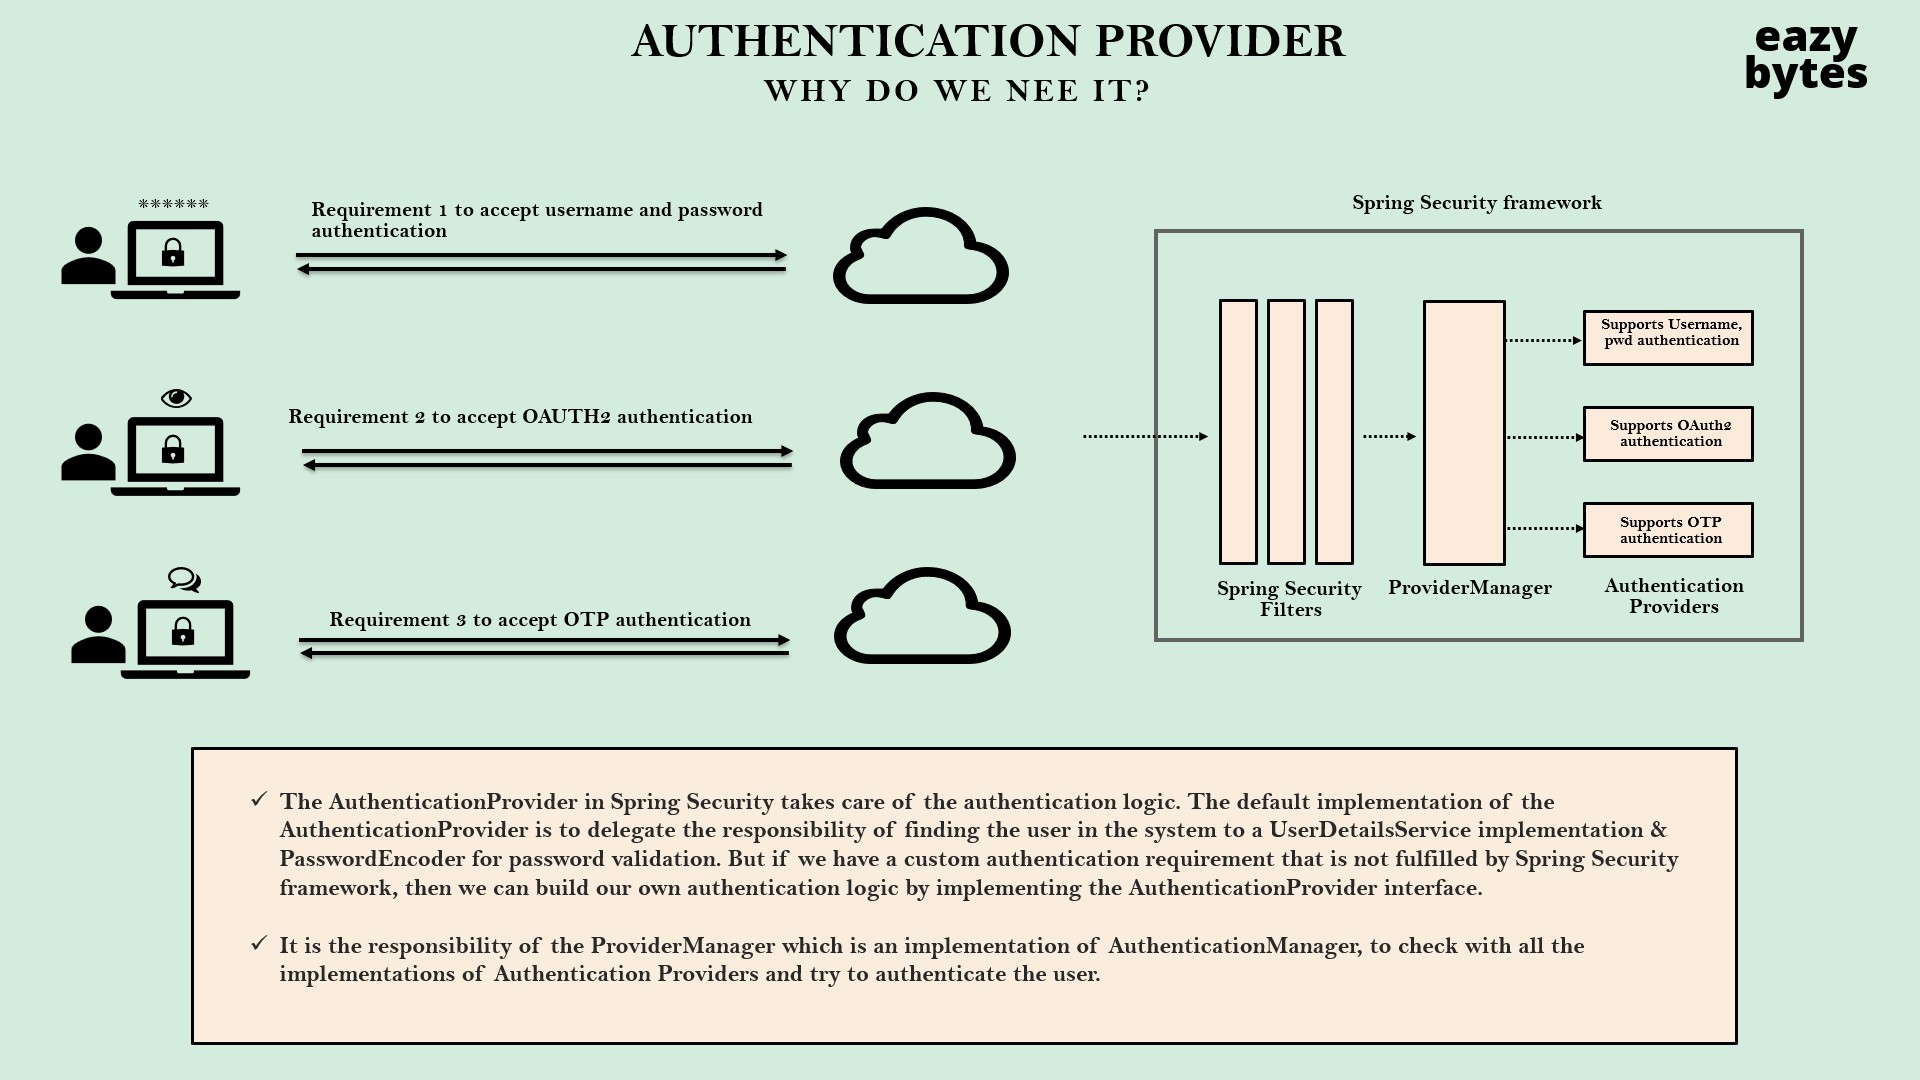 AUTHENTICATION PROVIDER
WHY DO WE NEE IT?
eazy
bytes
******
Requirement 1 to accept username and password
authentication
Requirement 2 to accept OAUTH2 authentication
Requirement 3 to accept OTP authentication
Spring Security framework
Supports Username,
pwd authentication
Supports OAuth2
authentication
Supports OTP
authentication
Spring Security
Filters
ProviderManager
Authentication
Providers
✓ The AuthenticationProvider in Spring Security takes care of the authentication logic. The default implementation of the
AuthenticationProvider is to delegate the responsibility of finding the user in the system to a UserDetailsService implementation &
PasswordEncoder for password validation. But if we have a custom authentication requirement that is not fulfilled by Spring Security
framework, then we can build our own authentication logic by implementing the AuthenticationProvider interface.
✓ It is the responsibility of the ProviderManager which is an implementation of AuthenticationManager, to check with all the
implementations of Authentication Providers and try to authenticate the user.